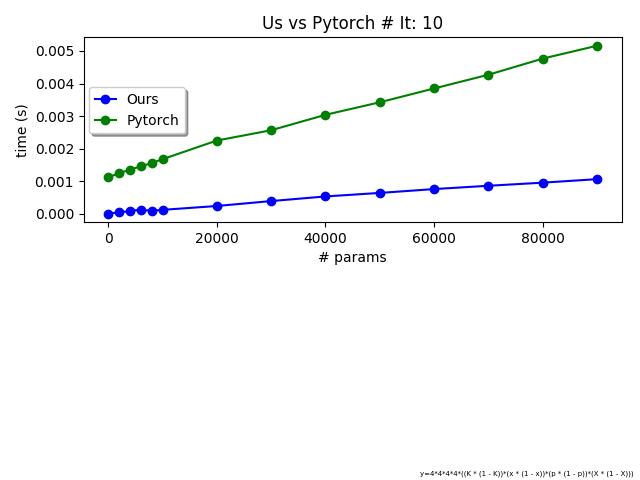 Us vs Pytorch # It: 10
time (s)
0.005
0.004
0.003
0.002
0.001
0.000
Ours
Pytorch
0 20000 40000 60000 80000
# params
y=4*4*4*4*((K * (1 - K))*(x * (1 - x))*(p * (1 - p))*(X * (1 - X)))